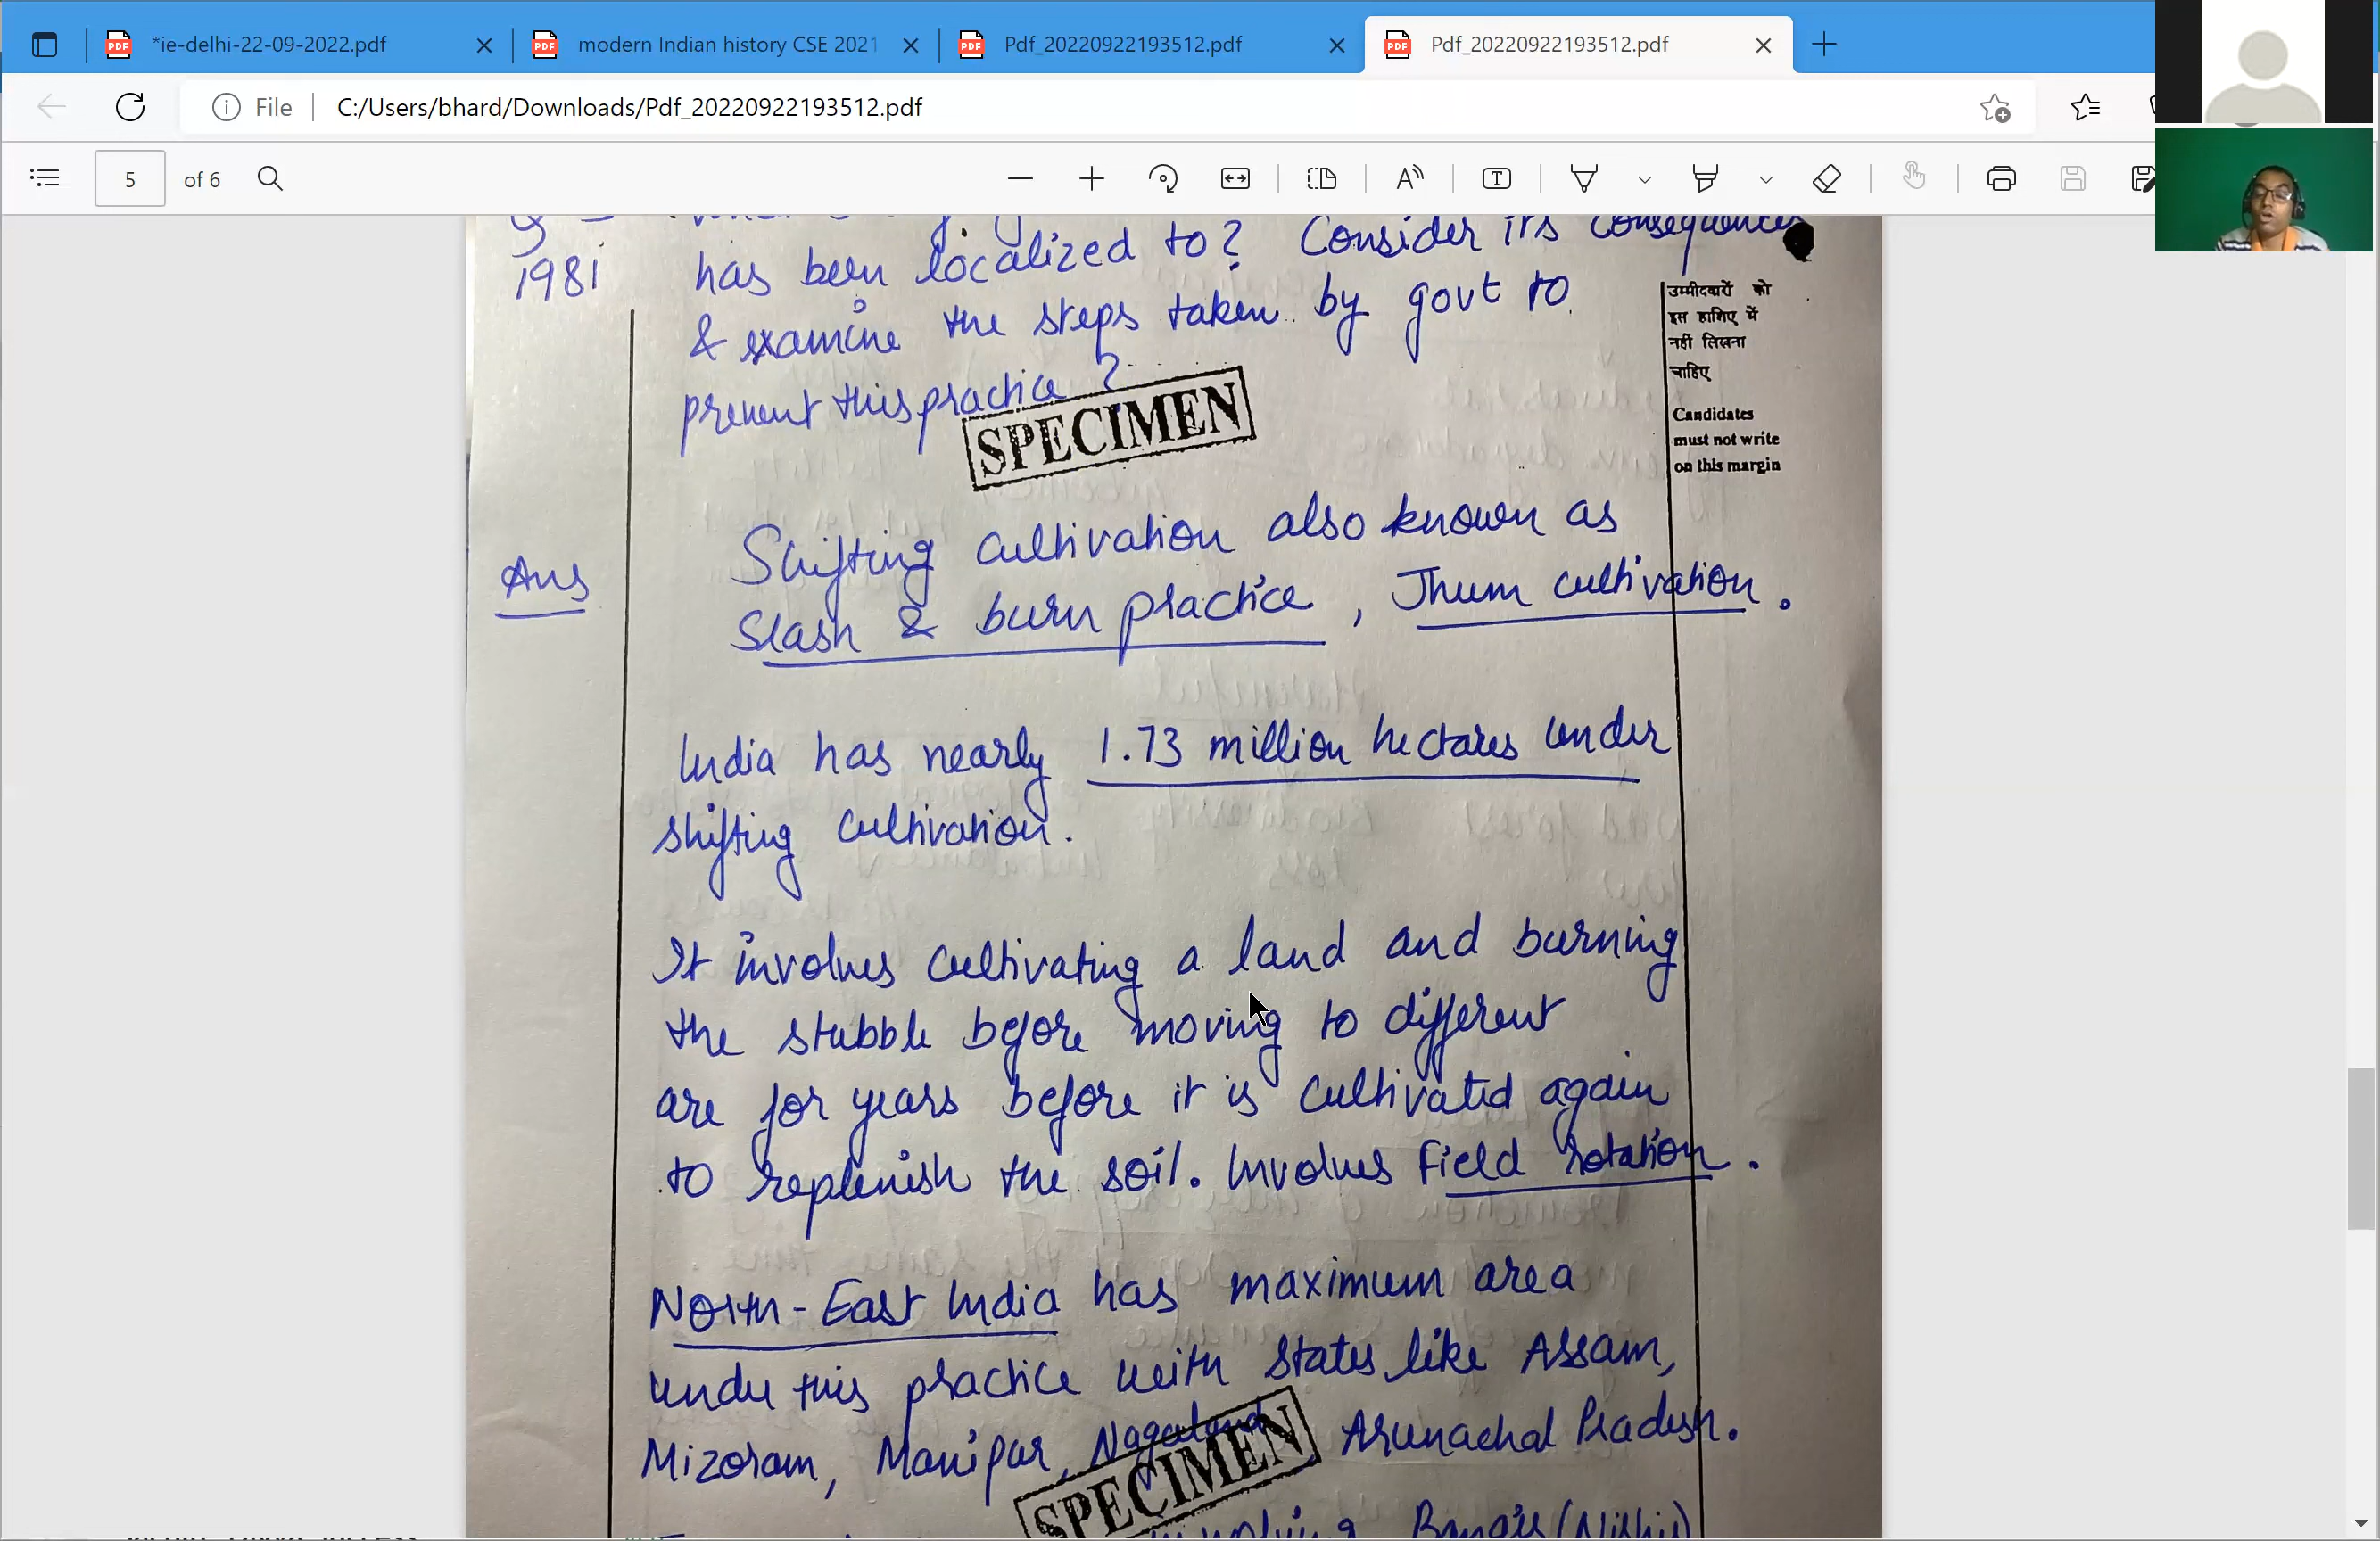 *ie-delhi-22-09-2022.pdf
modern Indian history CSE 2021
Pdf_20220922193512.pdf
Pdf_20220922193512.pdf
File
C:/Users/bhard/Downloads/Pdf_20220922193512.pdf
5
of 6
1981
has been localized to? Consider its consequences
& examine the steps taken by govt to
prevent this practice?
SPECIMEN
उम्मीदवारों को
इस हाशिए में
नहीं लिखना
चाहिए
Candidates
must not write
on this margin
Ans
Shifting cultivation also known as
Slash & burn practice, Jhum cultivation.
India has nearly 1.73 million hectares under
shifting cultivation.
It involves cultivating a land and burning
the stubble before moving to different
are for years before it is cultivated again
to replenish the soil. Involves field rotation.
North-East India has maximum area
under this practice with states like Assam,
Mizoram, Manipur, Nagaland Arunachal Pradesh.
SPECIMEN